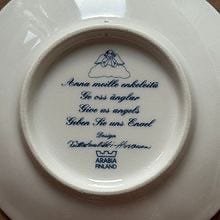 Anna meille enkeleitä
Ge oss änglar
Give us angels
Geben Sie uns Engel
Design
ARABIA
FINLAND